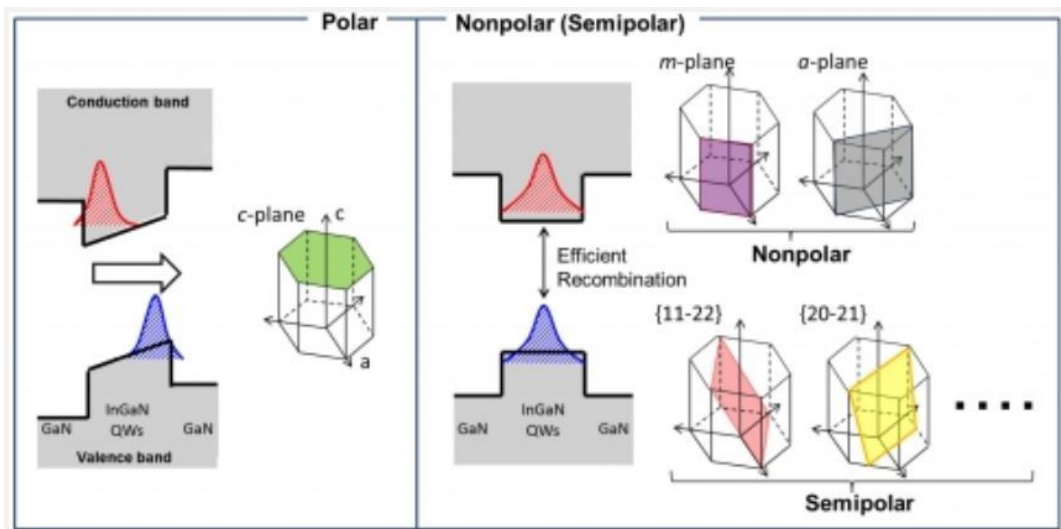 Polar
Conduction band
c-plane
c
a
GaN
InGaN
QWs
GaN
Valence band
Nonpolar (Semipolar)
Efficient
Recombination
GaN
InGaN
QWs
GaN
m-plane
a-plane
Nonpolar
{11-22}
{20-21}
Semipolar